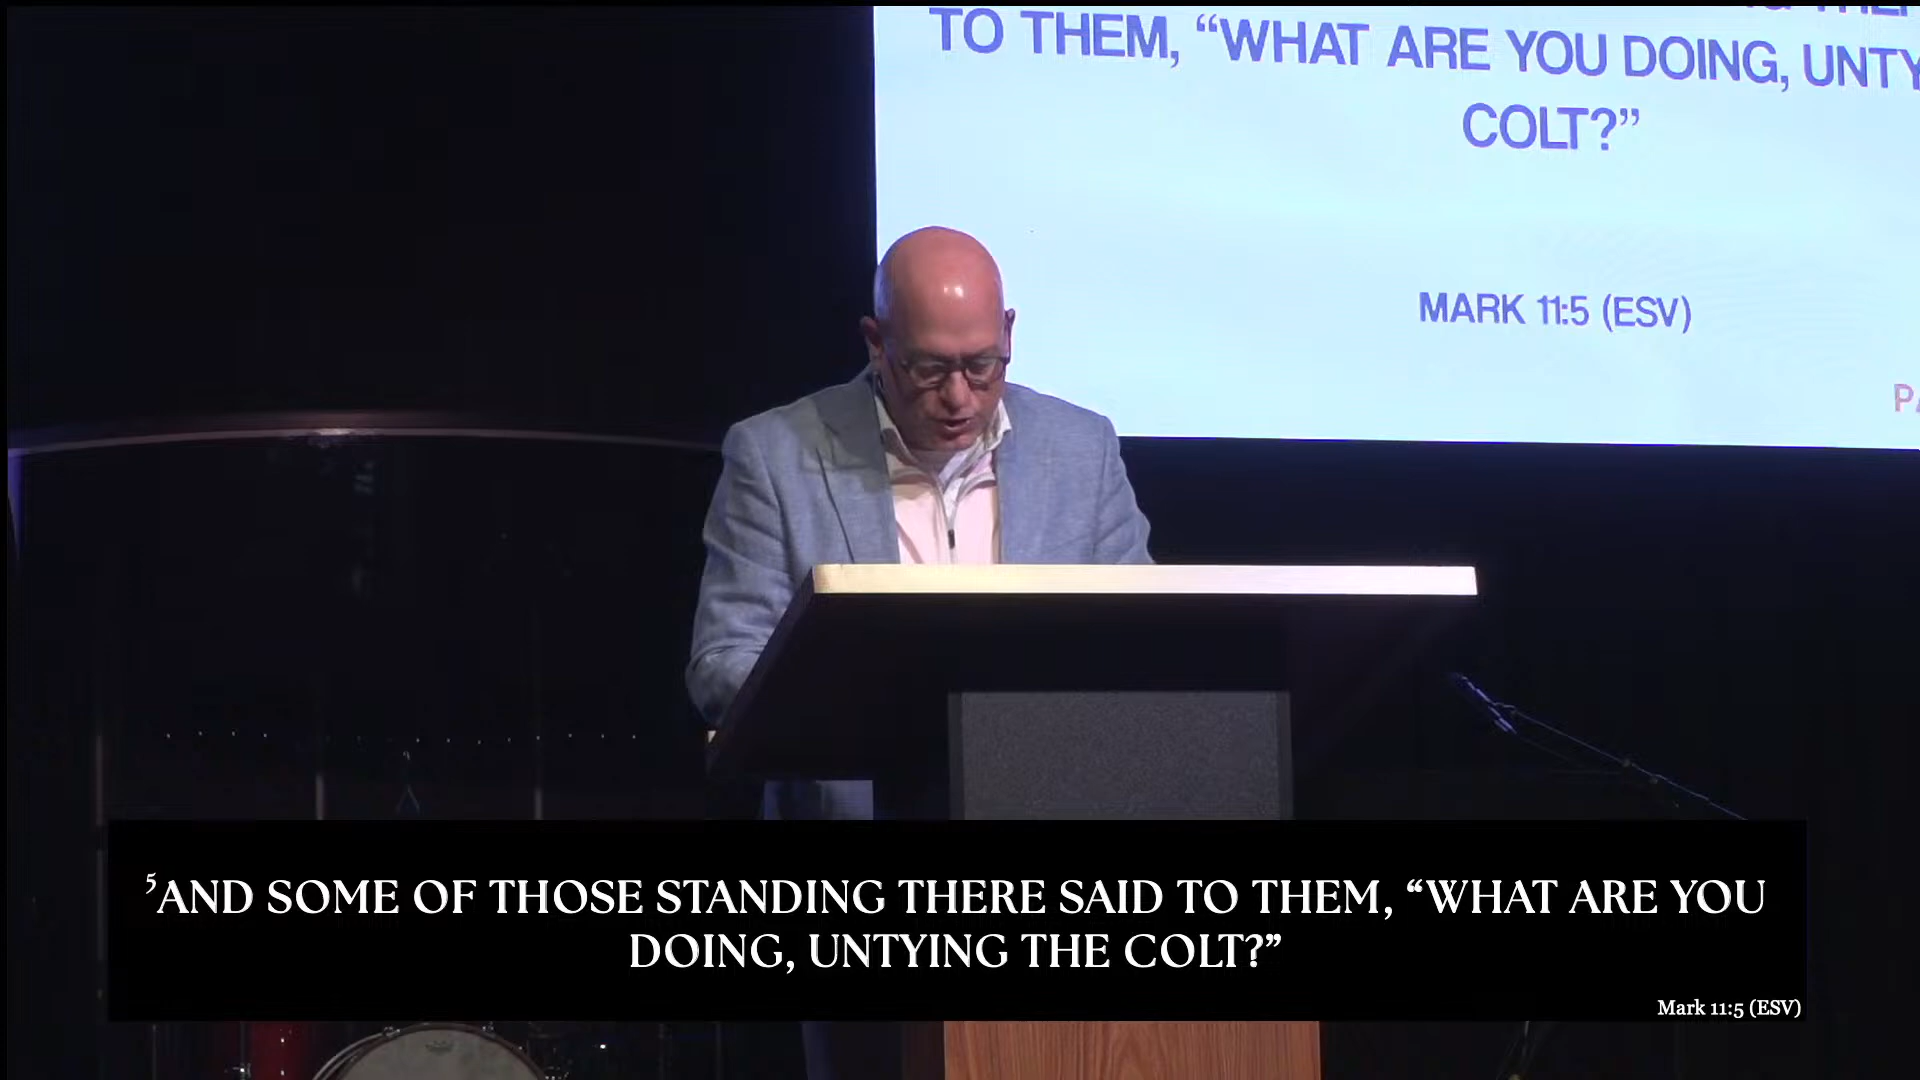 TO THEM, “WHAT ARE YOU DOING,
COLT?”
MARK 11:5 (ESV)
⁵AND SOME OF THOSE STANDING THERE SAID TO THEM, “WHAT ARE YOU
DOING, UNTYING THE COLT?”
Mark 11:5 (ESV)